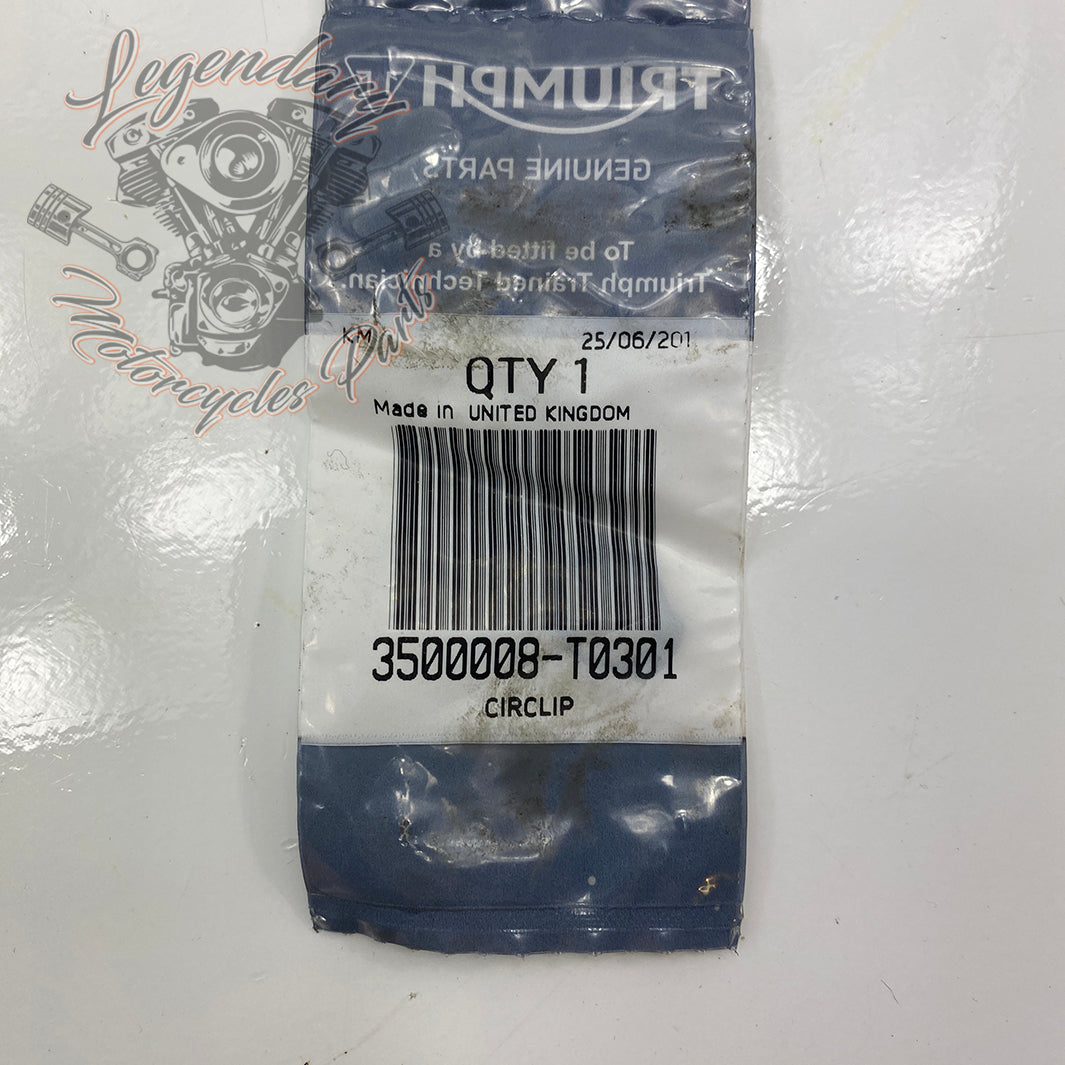 Legendary
Motorcycles Parts
TRIUMPH
GENUINE PARTS
To be fitted by a
Triumph Trained Technician.
KM 25/06/201
QTY 1
Made in UNITED KINGDOM
3500008-T0301
CIRCLIP